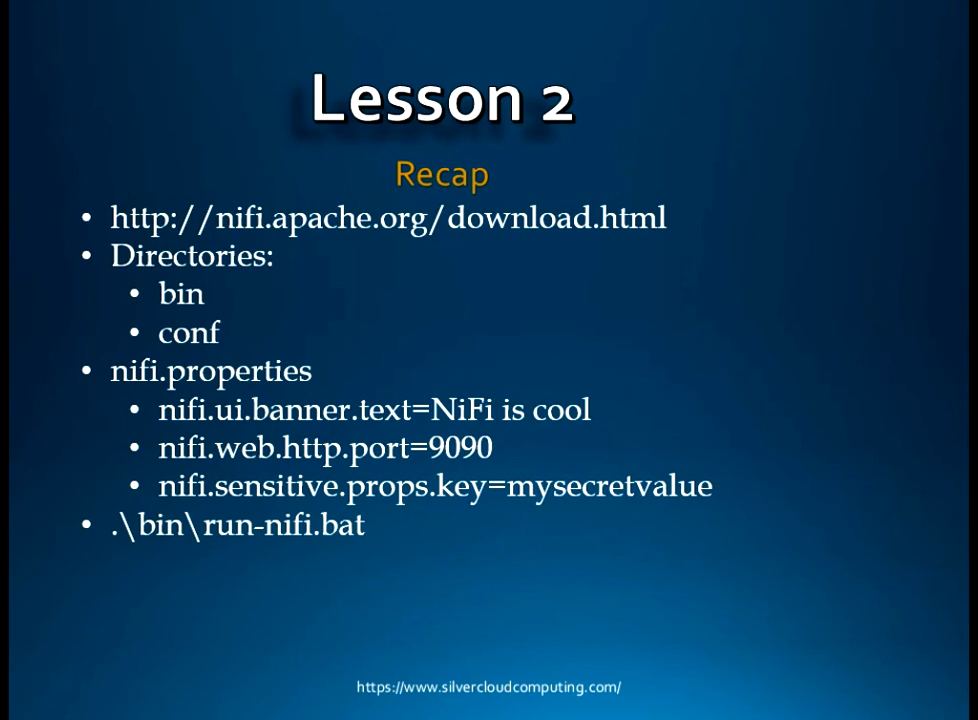 Lesson 2
Recap
• http://nifi.apache.org/download.html
• Directories:
• bin
• conf
• nifi.properties
• nifi.ui.banner.text=NiFi is cool
• nifi.web.http.port=9090
• nifi.sensitive.props.key=mysecretvalue
• .\bin\run-nifi.bat
https://www.silvercloudcomputing.com/